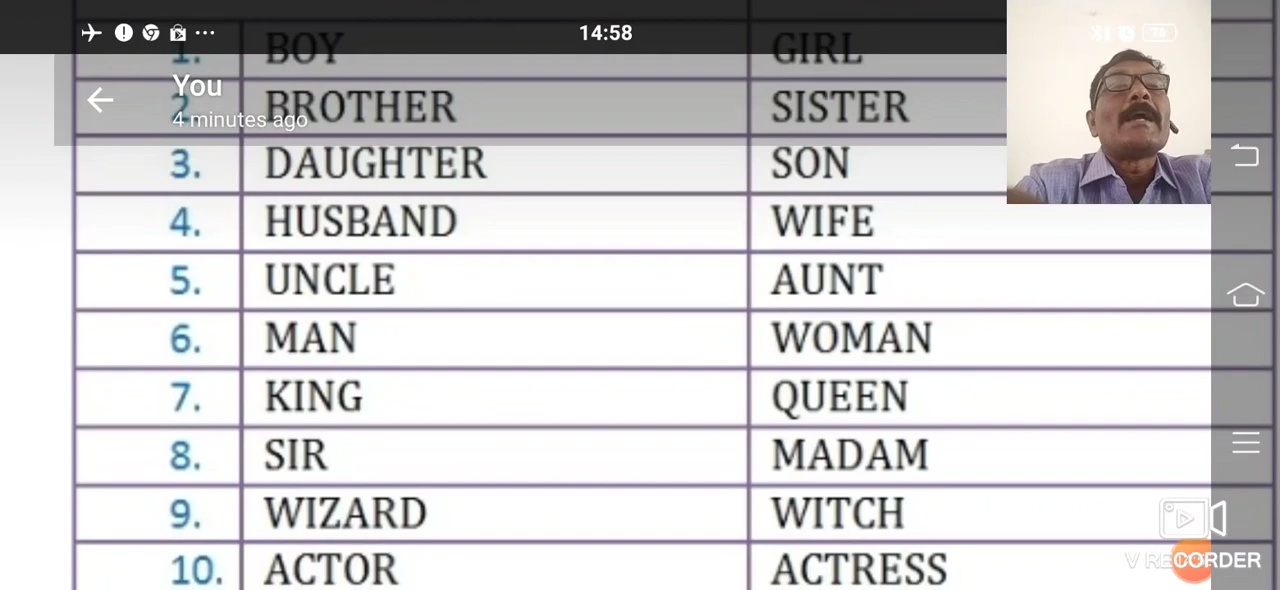 14:58
75
You
4 minutes ago
1. BOY GIRL
2. BROTHER SISTER
3. DAUGHTER SON
4. HUSBAND WIFE
5. UNCLE AUNT
6. MAN WOMAN
7. KING QUEEN
8. SIR MADAM
9. WIZARD WITCH
10. ACTOR ACTRESS
V RECORDER